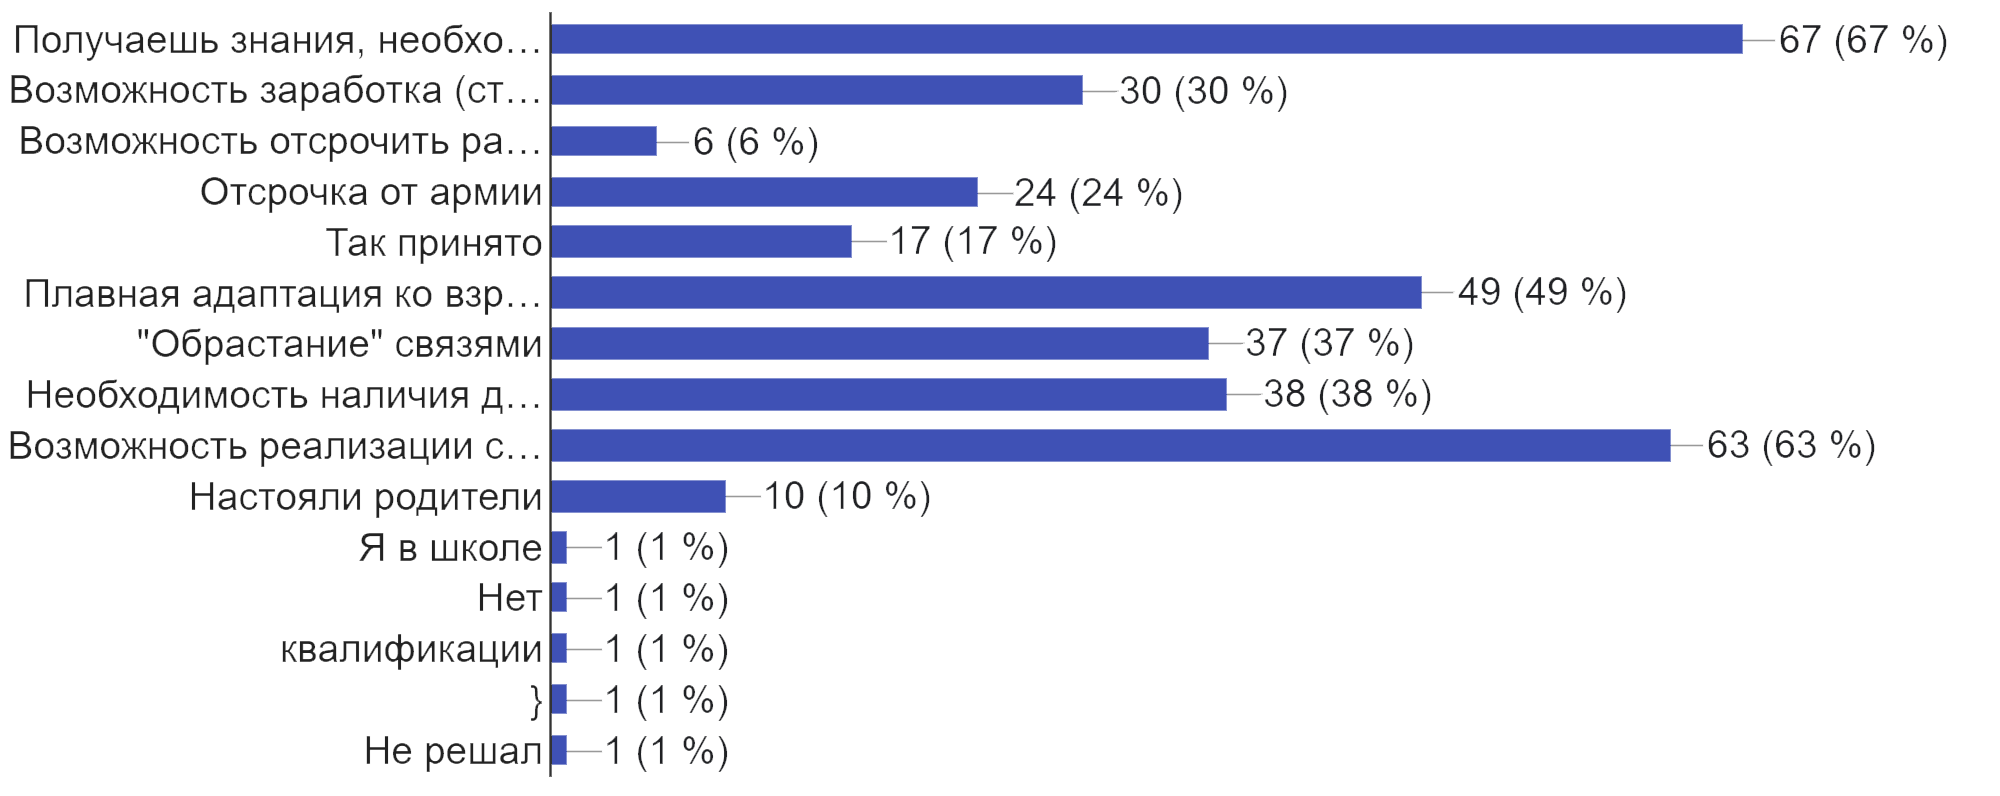 Получаешь знания, необхо… 67 (67 %)
Возможность заработка (ст… 30 (30 %)
Возможность отсрочить ра… 6 (6 %)
Отсрочка от армии 24 (24 %)
Так принято 17 (17 %)
Плавная адаптация ко взр… 49 (49 %)
"Обрастание" связями 37 (37 %)
Необходимость наличия д… 38 (38 %)
Возможность реализации с… 63 (63 %)
Настояли родители 10 (10 %)
Я в школе 1 (1 %)
Нет 1 (1 %)
квалификации 1 (1 %)
} 1 (1 %)
Не решал 1 (1 %)